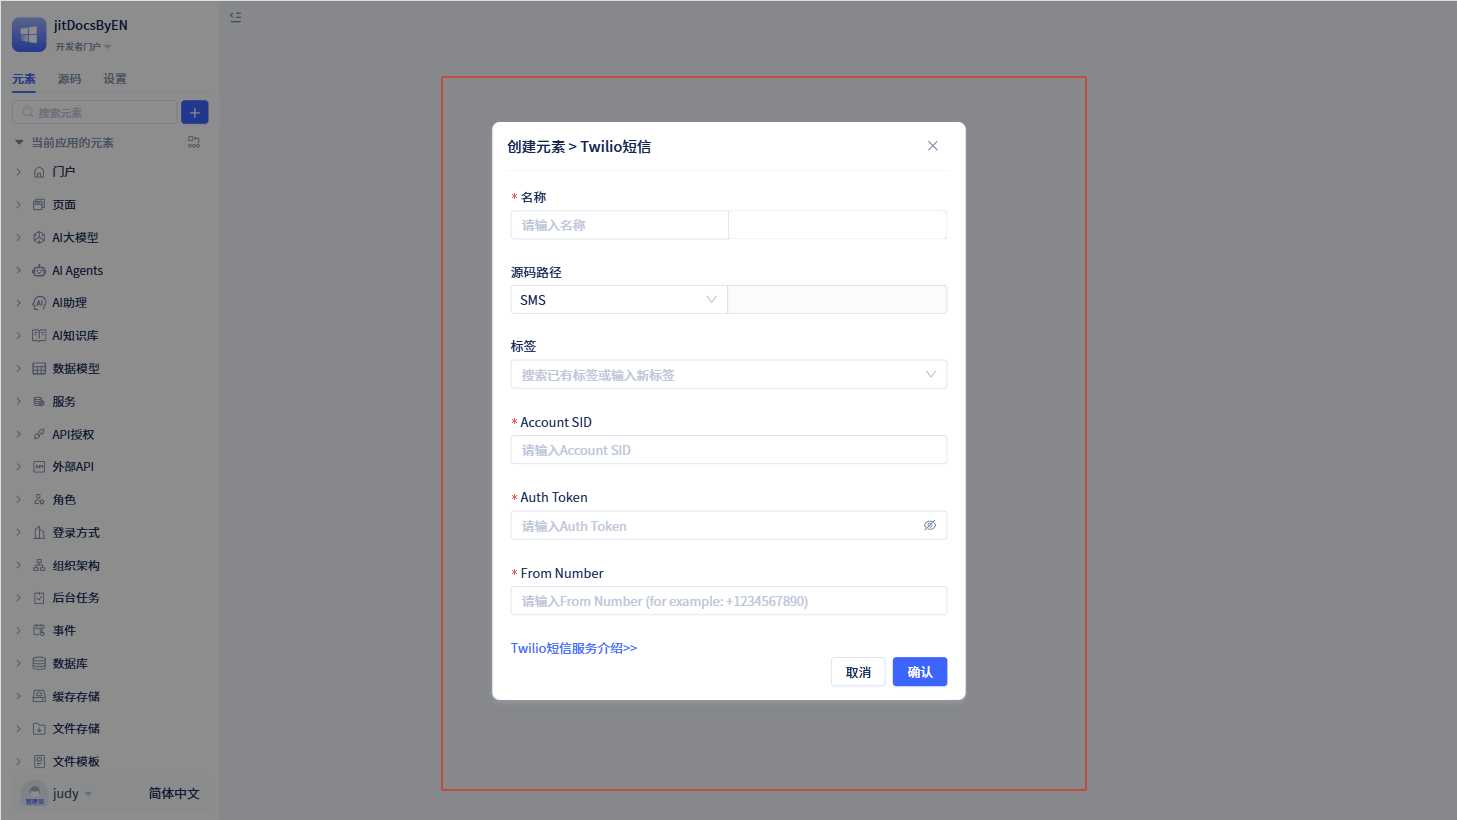 jitDocsByEN
开发者门户
元素 源码 设置
搜索元素
当前应用的元素
门户
页面
AI大模型
AI Agents
AI助理
AI知识库
数据模型
服务
API授权
外部API
角色
登录方式
组织架构
后台任务
事件
数据库
缓存存储
文件存储
文件模板
管理员
judy 简体中文
创建元素 > Twilio短信
* 名称
请输入名称
源码路径
SMS
标签
搜索已有标签或输入新标签
* Account SID
请输入Account SID
* Auth Token
请输入Auth Token
* From Number
请输入From Number (for example: +1234567890)
Twilio短信服务介绍>>
取消 确认